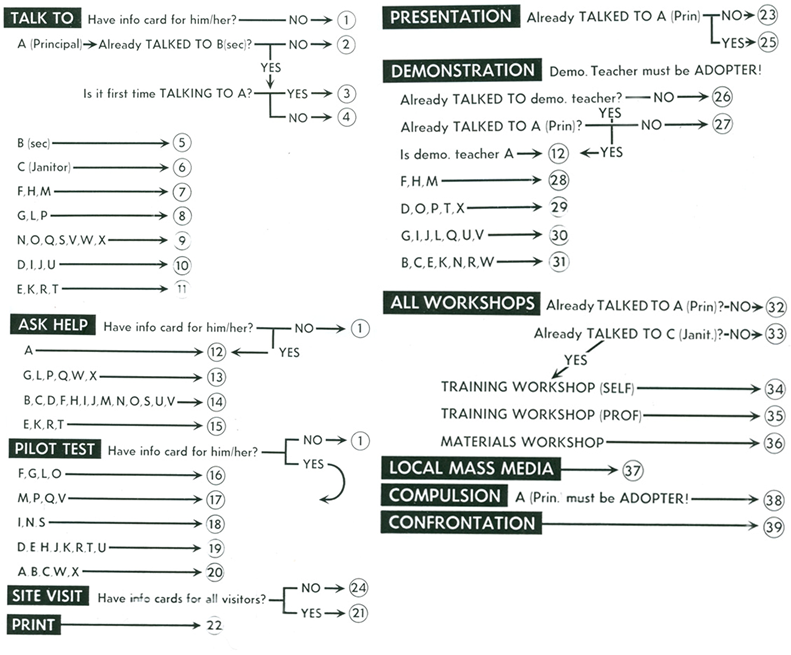 TALK TO Have info card for him/her? NO 1
A (Principal) Already TALKED TO B(sec)? NO 2
YES
Is it first time TALKING TO A? YES 3
NO 4
B (sec) 5
C (Janitor) 6
F,H,M 7
G,L,P 8
N,O,Q,S,V,W,X 9
D,I,J,U 10
E,K,R,T 11
ASK HELP Have info card for him/her? NO 1
A 12 YES
G,L,P,Q,W,X 13
B,C,D,F,H,I,J,M,N,O,S,U,V 14
E,K,R,T 15
PILOT TEST Have info card for him/her? NO 1
YES
F,G,L,O 16
M,P,Q,V 17
I,N,S 18
D,E H,J,K,R,T,U 19
A,B,C,W,X 20
SITE VISIT Have info cards for all visitors? NO 24
YES 21
PRINT 22
PRESENTATION Already TALKED TO A (Prin) NO 23
YES 25
DEMONSTRATION Demo. Teacher must be ADOPTER!
Already TALKED TO demo. teacher? NO 26
YES
Already TALKED TO A (Prin)? NO 27
Is demo. teacher A 12 YES
F,H,M 28
D,O,P,T,X 29
G,I,J,L,Q,U,V 30
B,C,E,K,N,R,W 31
ALL WORKSHOPS Already TALKED TO A (Prin)?-NO 32
Already TALKED TO C (Janit.)?-NO 33
YES
TRAINING WORKSHOP (SELF) 34
TRAINING WORKSHOP (PROF) 35
MATERIALS WORKSHOP 36
LOCAL MASS MEDIA 37
COMPULSION A (Prin. must be ADOPTER! 38
CONFRONTATION 39